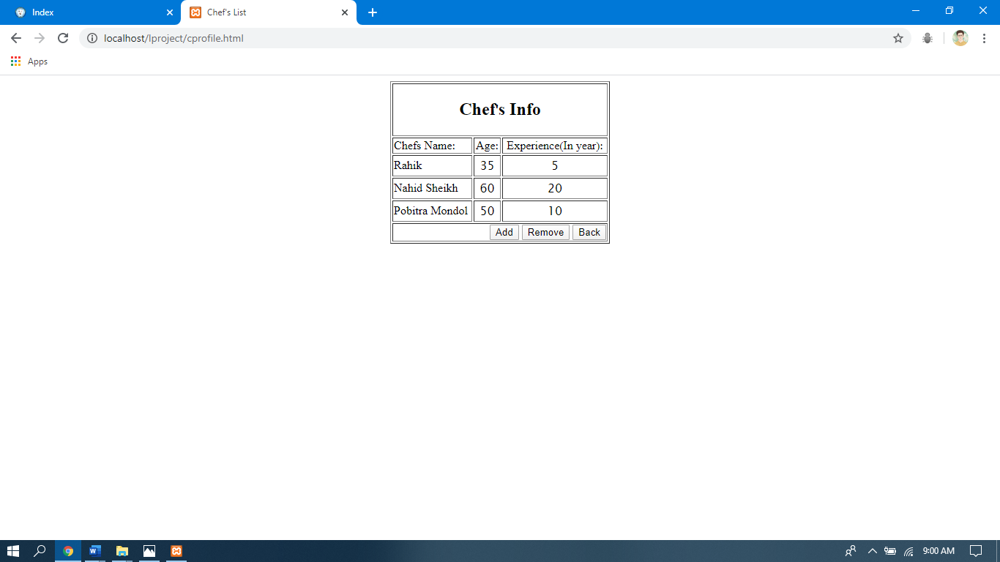 Index
Chef's List
localhost/lproject/cprofile.html
Apps
Chef's Info
Chefs Name: Age: Experience(In year):
Rahik 35 5
Nahid Sheikh 60 20
Pobitra Mondol 50 10
Add Remove Back
9:00 AM